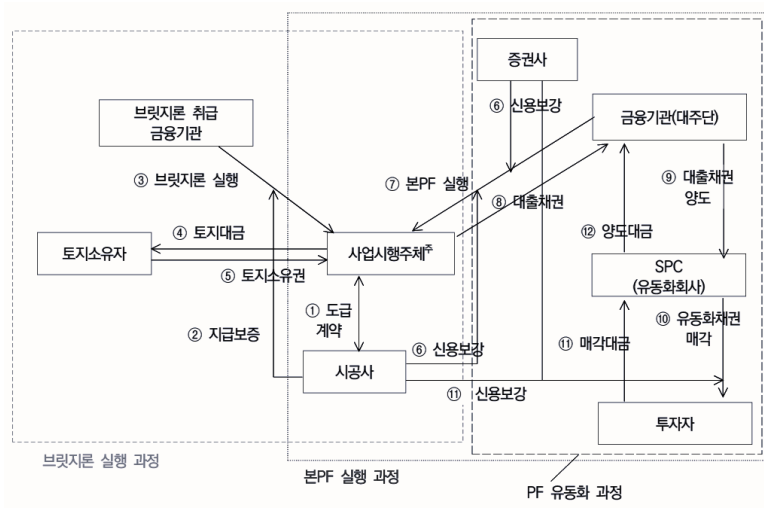 증권사
⑥ 신용보강
브릿지론 취급
금융기관
금융기관(대주단)
③ 브릿지론 실행
⑦ 본PF 실행
⑨ 대출채권
양도
⑧ 대출채권
④ 토지대금
⑫ 양도대금
토지소유자
사업시행주체주
SPC
(유동화회사)
⑤ 토지소유권
① 도급
계약
② 지급보증
⑥ 신용보강
⑪ 매각대금
⑩ 유동화채권
매각
시공사
⑪ 신용보강
투자자
브릿지론 실행 과정
본PF 실행 과정
PF 유동화 과정